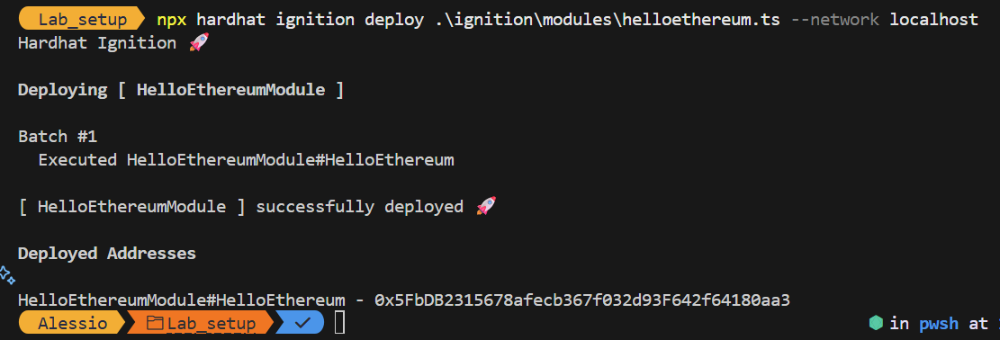 Lab_setup npx hardhat ignition deploy .\ignition\modules\helloethereum.ts --network localhost
Hardhat Ignition 🚀
Deploying [ HelloEthereumModule ]
Batch #1
Executed HelloEthereumModule#HelloEthereum
[ HelloEthereumModule ] successfully deployed 🚀
Deployed Addresses
HelloEthereumModule#HelloEthereum - 0x5FbDB2315678afecb367f032d93F642f64180aa3
Alessio Lab_setup ✓ in pwsh at